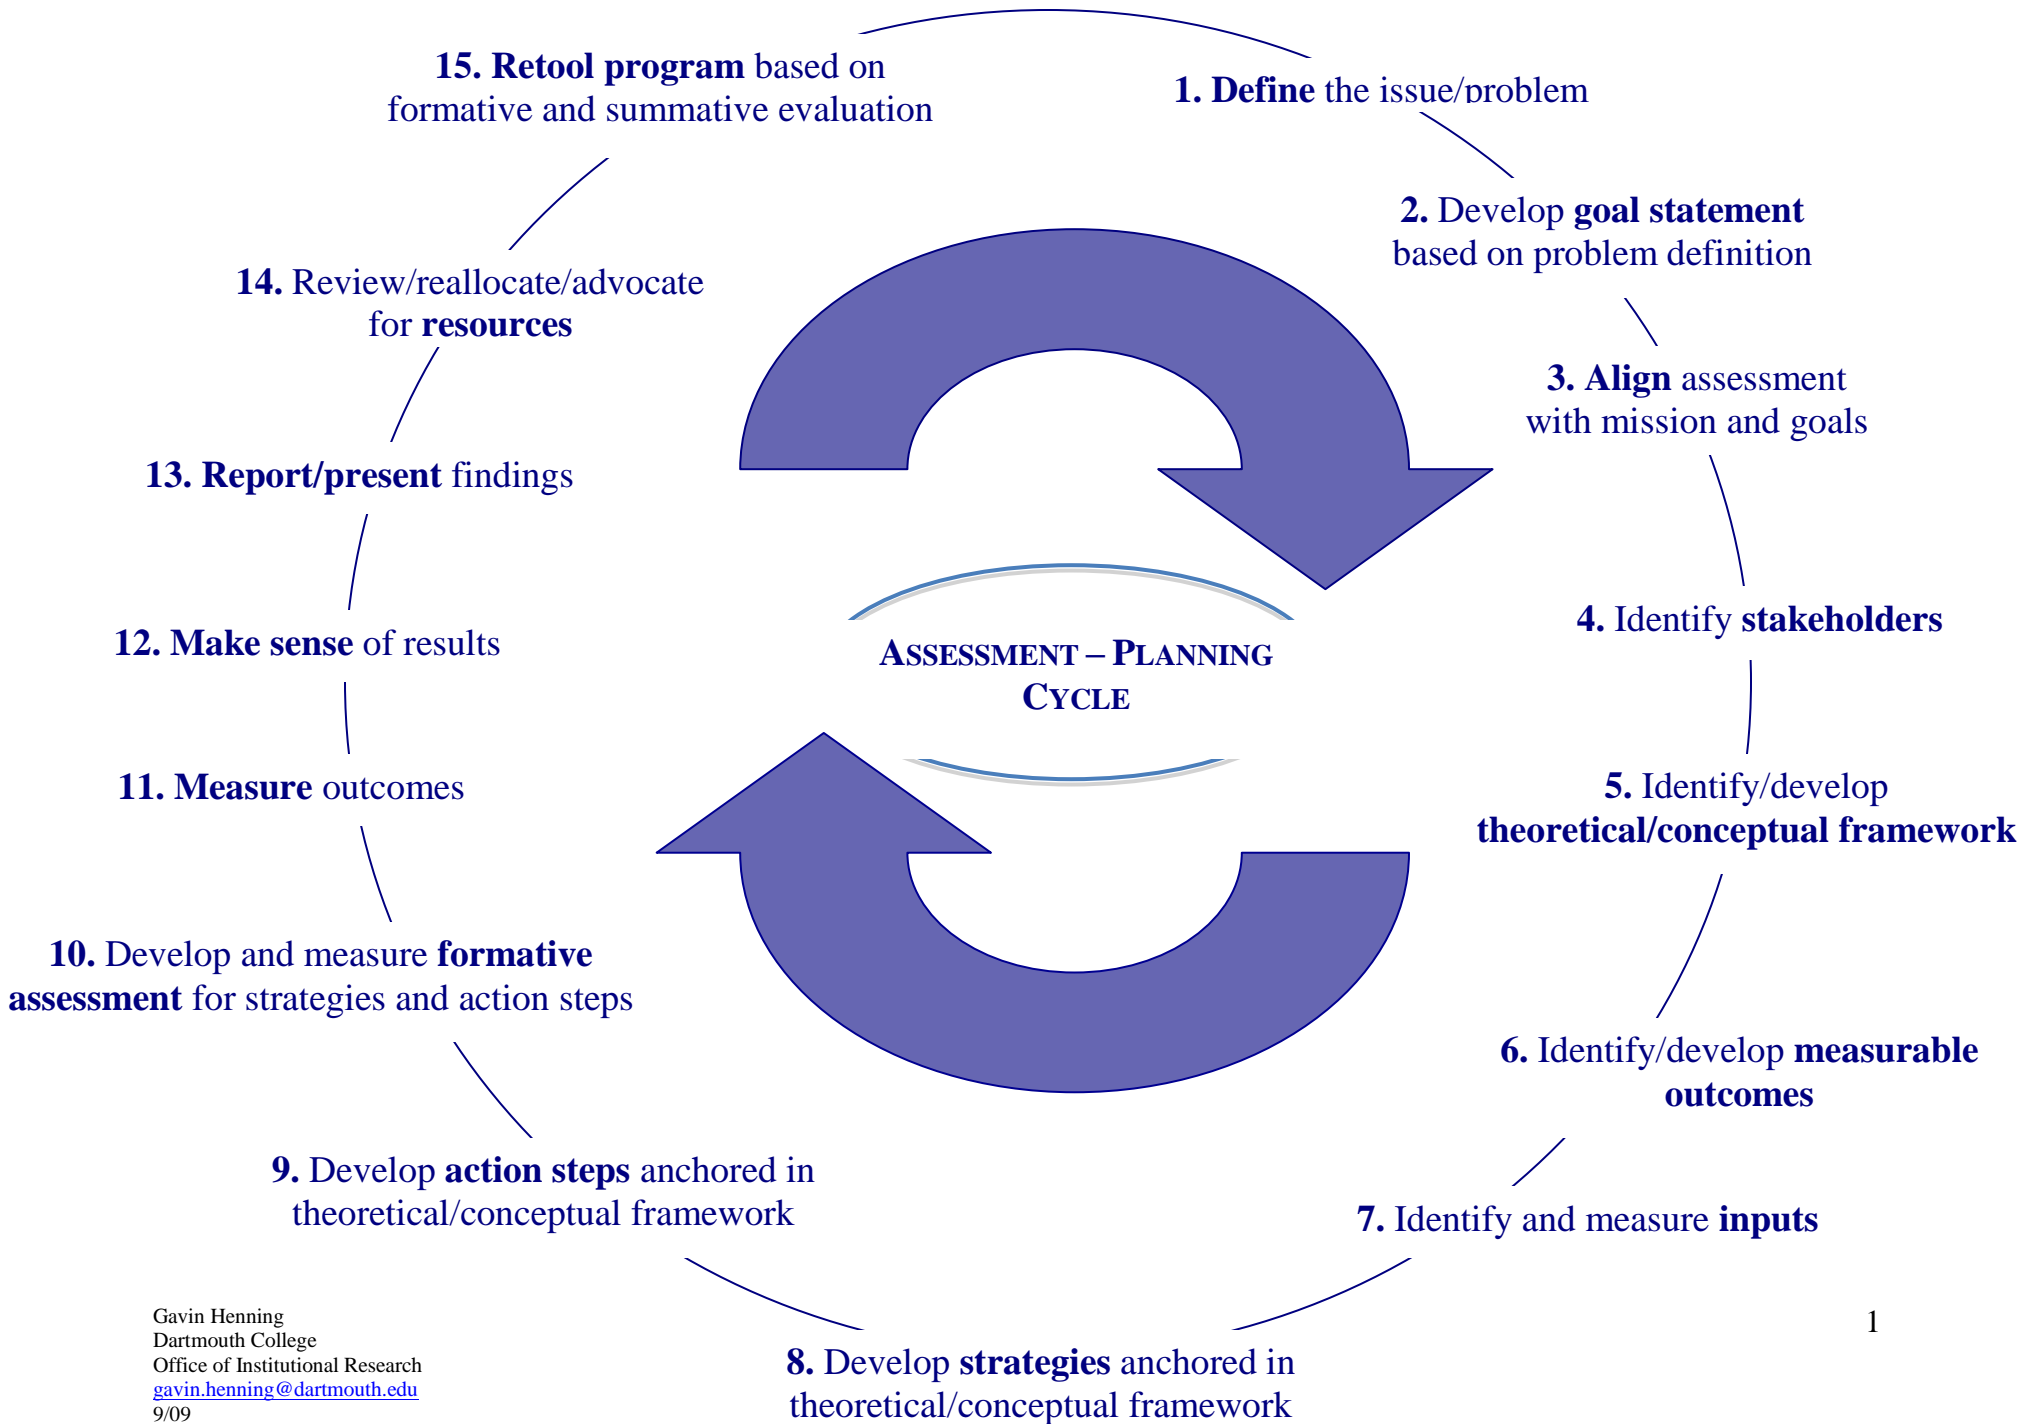 15. Retool program based on
formative and summative evaluation
1. Define the issue/problem
2. Develop goal statement
based on problem definition
3. Align assessment
with mission and goals
4. Identify stakeholders
5. Identify/develop
theoretical/conceptual framework
6. Identify/develop measurable
outcomes
7. Identify and measure inputs
8. Develop strategies anchored in
theoretical/conceptual framework
9. Develop action steps anchored in
theoretical/conceptual framework
10. Develop and measure formative
assessment for strategies and action steps
11. Measure outcomes
12. Make sense of results
13. Report/present findings
14. Review/reallocate/advocate
for resources
ASSESSMENT – PLANNING
CYCLE
Gavin Henning
Dartmouth College
Office of Institutional Research
gavin.henning@dartmouth.edu
9/09
1